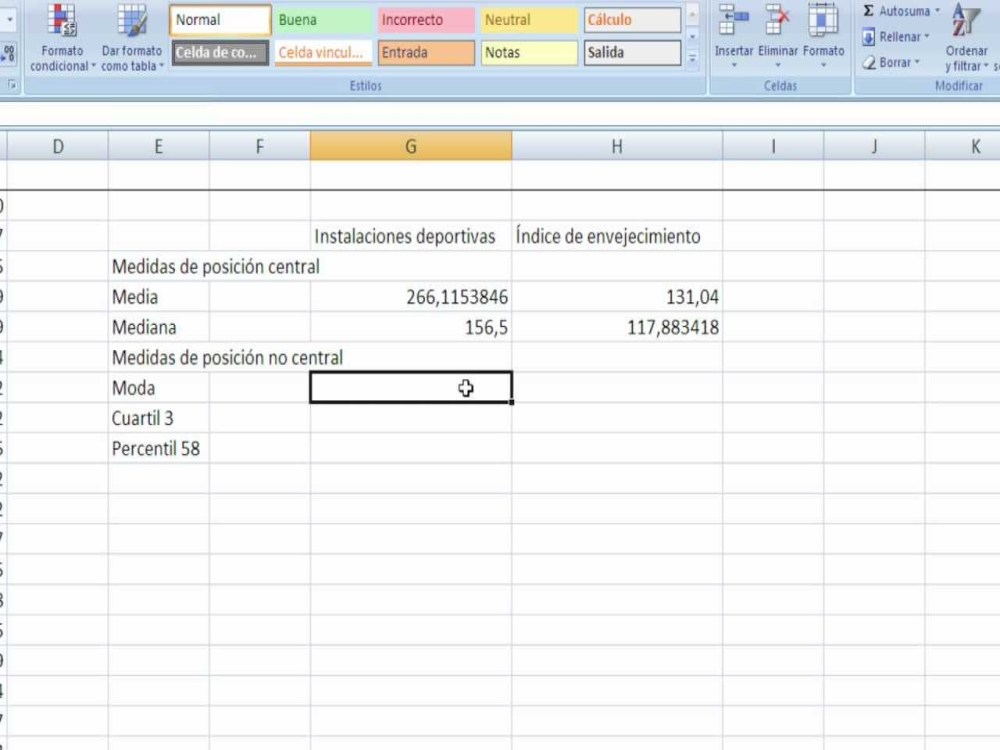 Normal Buena Incorrecto Neutral Cálculo Σ Autosuma
Formato condicional Dar formato como tabla Celda de co... Celda vincul... Entrada Notas Salida Insertar Eliminar Formato Rellenar Borrar Ordenar y filtrar
Estilos Celdas Modificar
D E F G H I J K
Instalaciones deportivas Índice de envejecimiento
Medidas de posición central
Media 266,1153846 131,04
Mediana 156,5 117,883418
Medidas de posición no central
Moda
Cuartil 3
Percentil 58